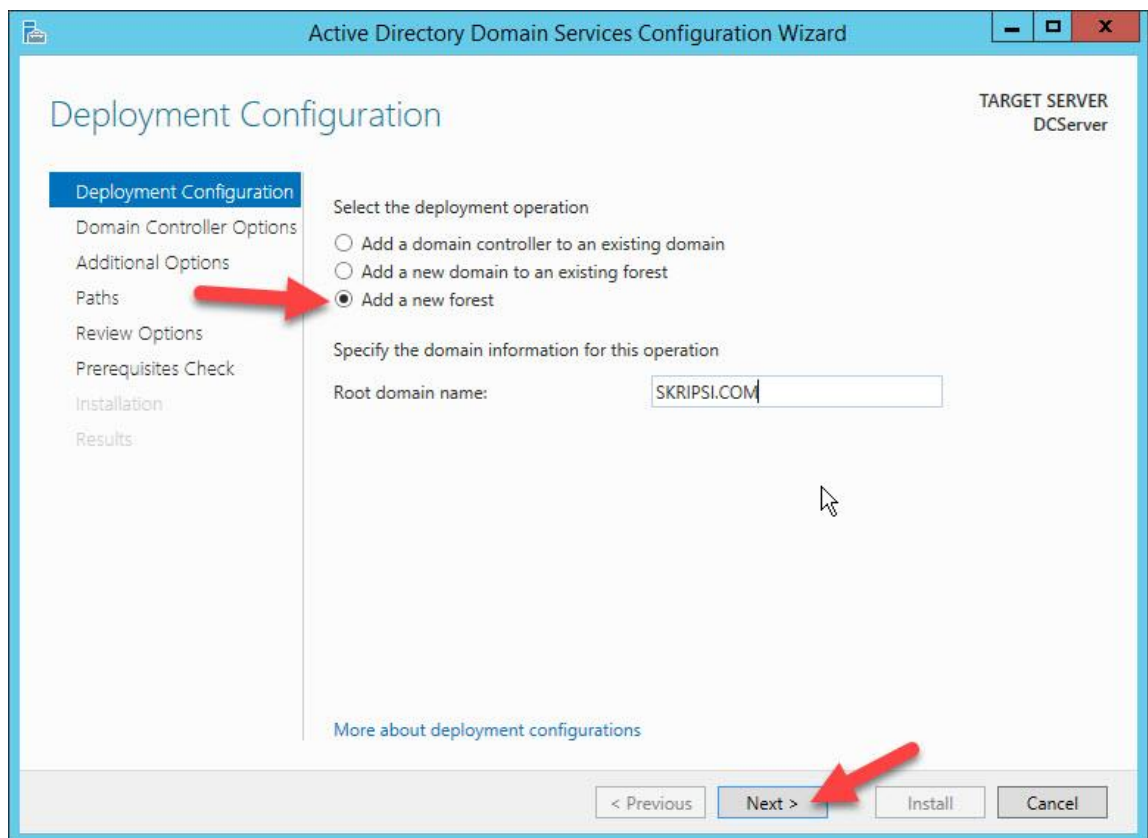 Active Directory Domain Services Configuration Wizard
Deployment Configuration
TARGET SERVER
DCServer
Deployment Configuration
Domain Controller Options
Additional Options
Paths
Review Options
Prerequisites Check
Installation
Results
Select the deployment operation
Add a domain controller to an existing domain
Add a new domain to an existing forest
Add a new forest
Specify the domain information for this operation
Root domain name:
SKRIPSI.COM
More about deployment configurations
< Previous
Next >
Install
Cancel